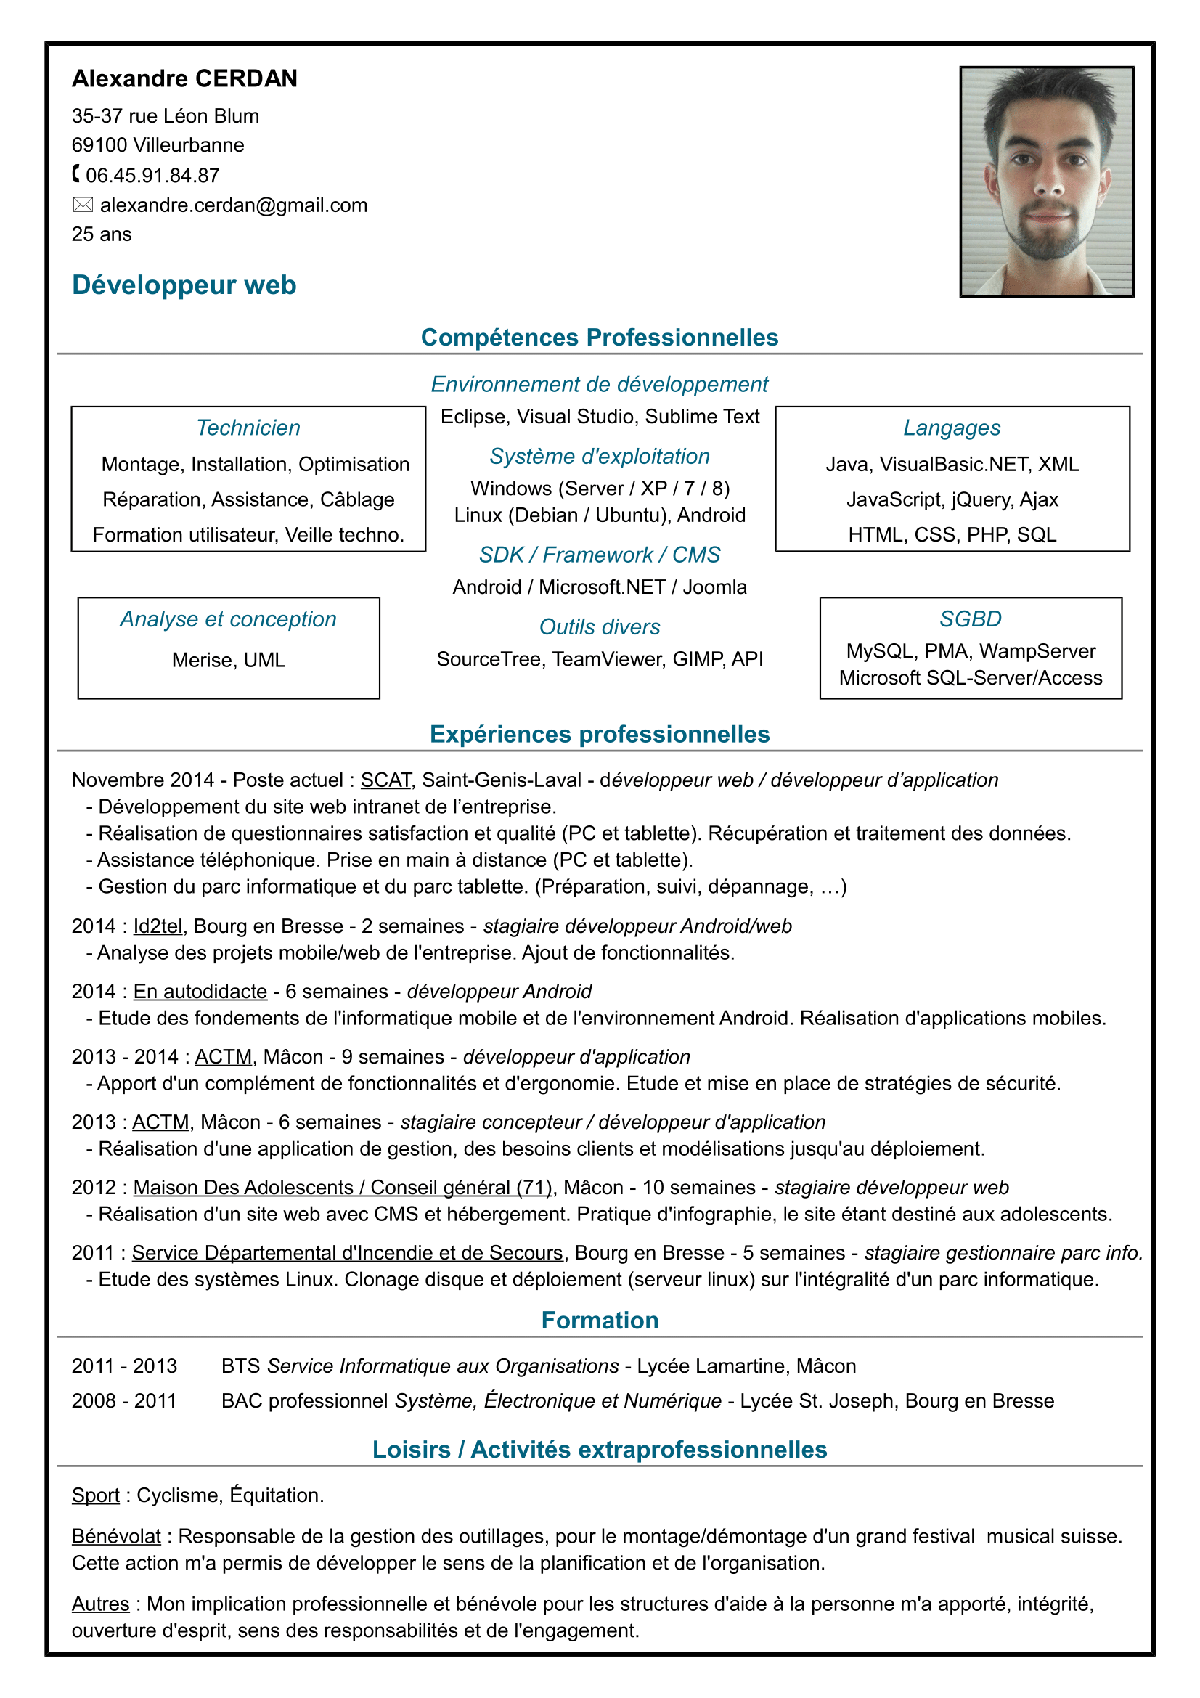 Alexandre CERDAN
35-37 rue Léon Blum
69100 Villeurbanne
06.45.91.84.87
alexandre.cerdan@gmail.com
25 ans
Développeur web
Compétences Professionnelles
Technicien
Montage, Installation, Optimisation
Réparation, Assistance, Câblage
Formation utilisateur, Veille techno.
Analyse et conception
Merise, UML
Environnement de développement
Eclipse, Visual Studio, Sublime Text
Système d'exploitation
Windows (Server / XP / 7 / 8)
Linux (Debian / Ubuntu), Android
SDK / Framework / CMS
Android / Microsoft.NET / Joomla
Outils divers
SourceTree, TeamViewer, GIMP, API
Langages
Java, VisualBasic.NET, XML
JavaScript, jQuery, Ajax
HTML, CSS, PHP, SQL
SGBD
MySQL, PMA, WampServer
Microsoft SQL-Server/Access
Expériences professionnelles
Novembre 2014 - Poste actuel : SCAT, Saint-Genis-Laval - développeur web / développeur d’application
- Développement du site web intranet de l’entreprise.
- Réalisation de questionnaires satisfaction et qualité (PC et tablette). Récupération et traitement des données.
- Assistance téléphonique. Prise en main à distance (PC et tablette).
- Gestion du parc informatique et du parc tablette. (Préparation, suivi, dépannage, …)
2014 : Id2tel, Bourg en Bresse - 2 semaines - stagiaire développeur Android/web
- Analyse des projets mobile/web de l'entreprise. Ajout de fonctionnalités.
2014 : En autodidacte - 6 semaines - développeur Android
- Etude des fondements de l'informatique mobile et de l'environnement Android. Réalisation d'applications mobiles.
2013 - 2014 : ACTM, Mâcon - 9 semaines - développeur d'application
- Apport d'un complément de fonctionnalités et d'ergonomie. Etude et mise en place de stratégies de sécurité.
2013 : ACTM, Mâcon - 6 semaines - stagiaire concepteur / développeur d'application
- Réalisation d'une application de gestion, des besoins clients et modélisations jusqu'au déploiement.
2012 : Maison Des Adolescents / Conseil général (71), Mâcon - 10 semaines - stagiaire développeur web
- Réalisation d'un site web avec CMS et hébergement. Pratique d'infographie, le site étant destiné aux adolescents.
2011 : Service Départemental d'Incendie et de Secours, Bourg en Bresse - 5 semaines - stagiaire gestionnaire parc info.
- Etude des systèmes Linux. Clonage disque et déploiement (serveur linux) sur l'intégralité d'un parc informatique.
Formation
2011 - 2013 BTS Service Informatique aux Organisations - Lycée Lamartine, Mâcon
2008 - 2011 BAC professionnel Système, Électronique et Numérique - Lycée St. Joseph, Bourg en Bresse
Loisirs / Activités extraprofessionnelles
Sport : Cyclisme, Équitation.
Bénévolat : Responsable de la gestion des outillages, pour le montage/démontage d'un grand festival musical suisse.
Cette action m'a permis de développer le sens de la planification et de l'organisation.
Autres : Mon implication professionnelle et bénévole pour les structures d'aide à la personne m'a apporté, intégrité,
ouverture d'esprit, sens des responsabilités et de l'engagement.